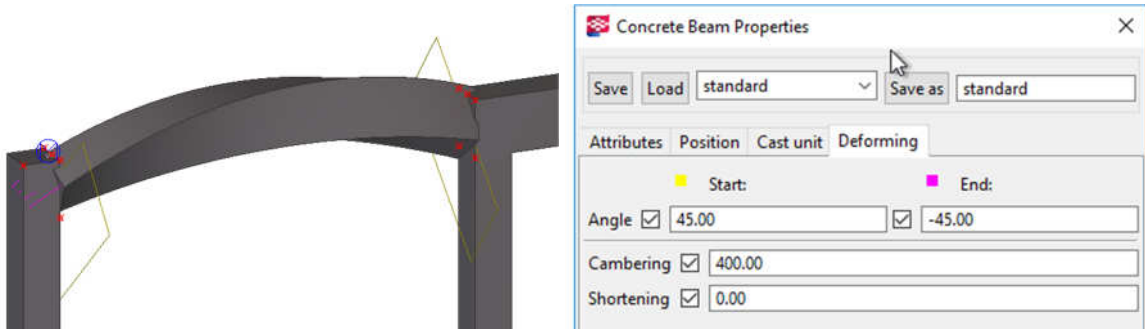 Concrete Beam Properties
Save Load standard Save as standard
Attributes Position Cast unit Deforming
Start: End:
Angle 45.00 -45.00
Cambering 400.00
Shortening 0.00